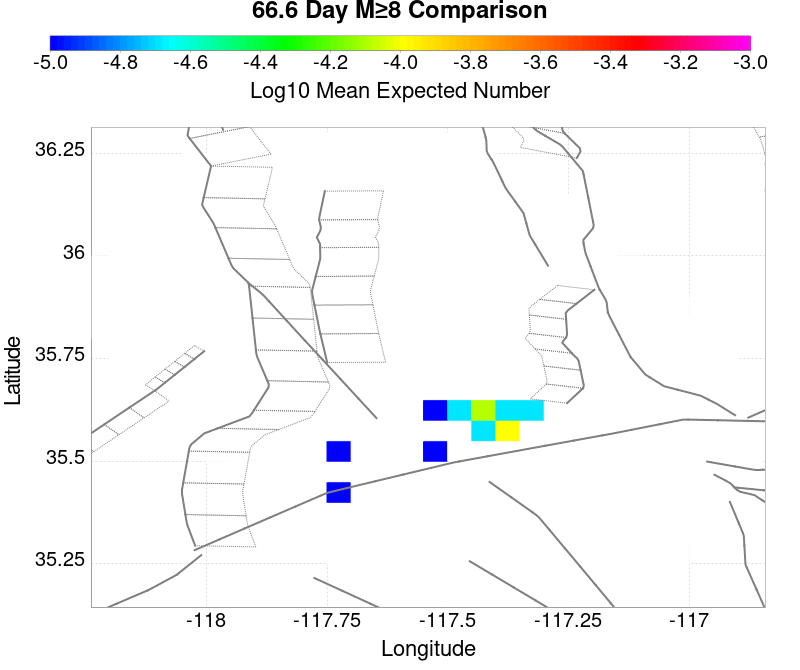 66.6 Day M≥8 Comparison
-5.0 -4.8 -4.6 -4.4 -4.2 -4.0 -3.8 -3.6 -3.4 -3.2 -3.0
Log10 Mean Expected Number
36.25
36
35.75
35.5
35.25
Latitude
-118 -117.75 -117.5 -117.25 -117
Longitude